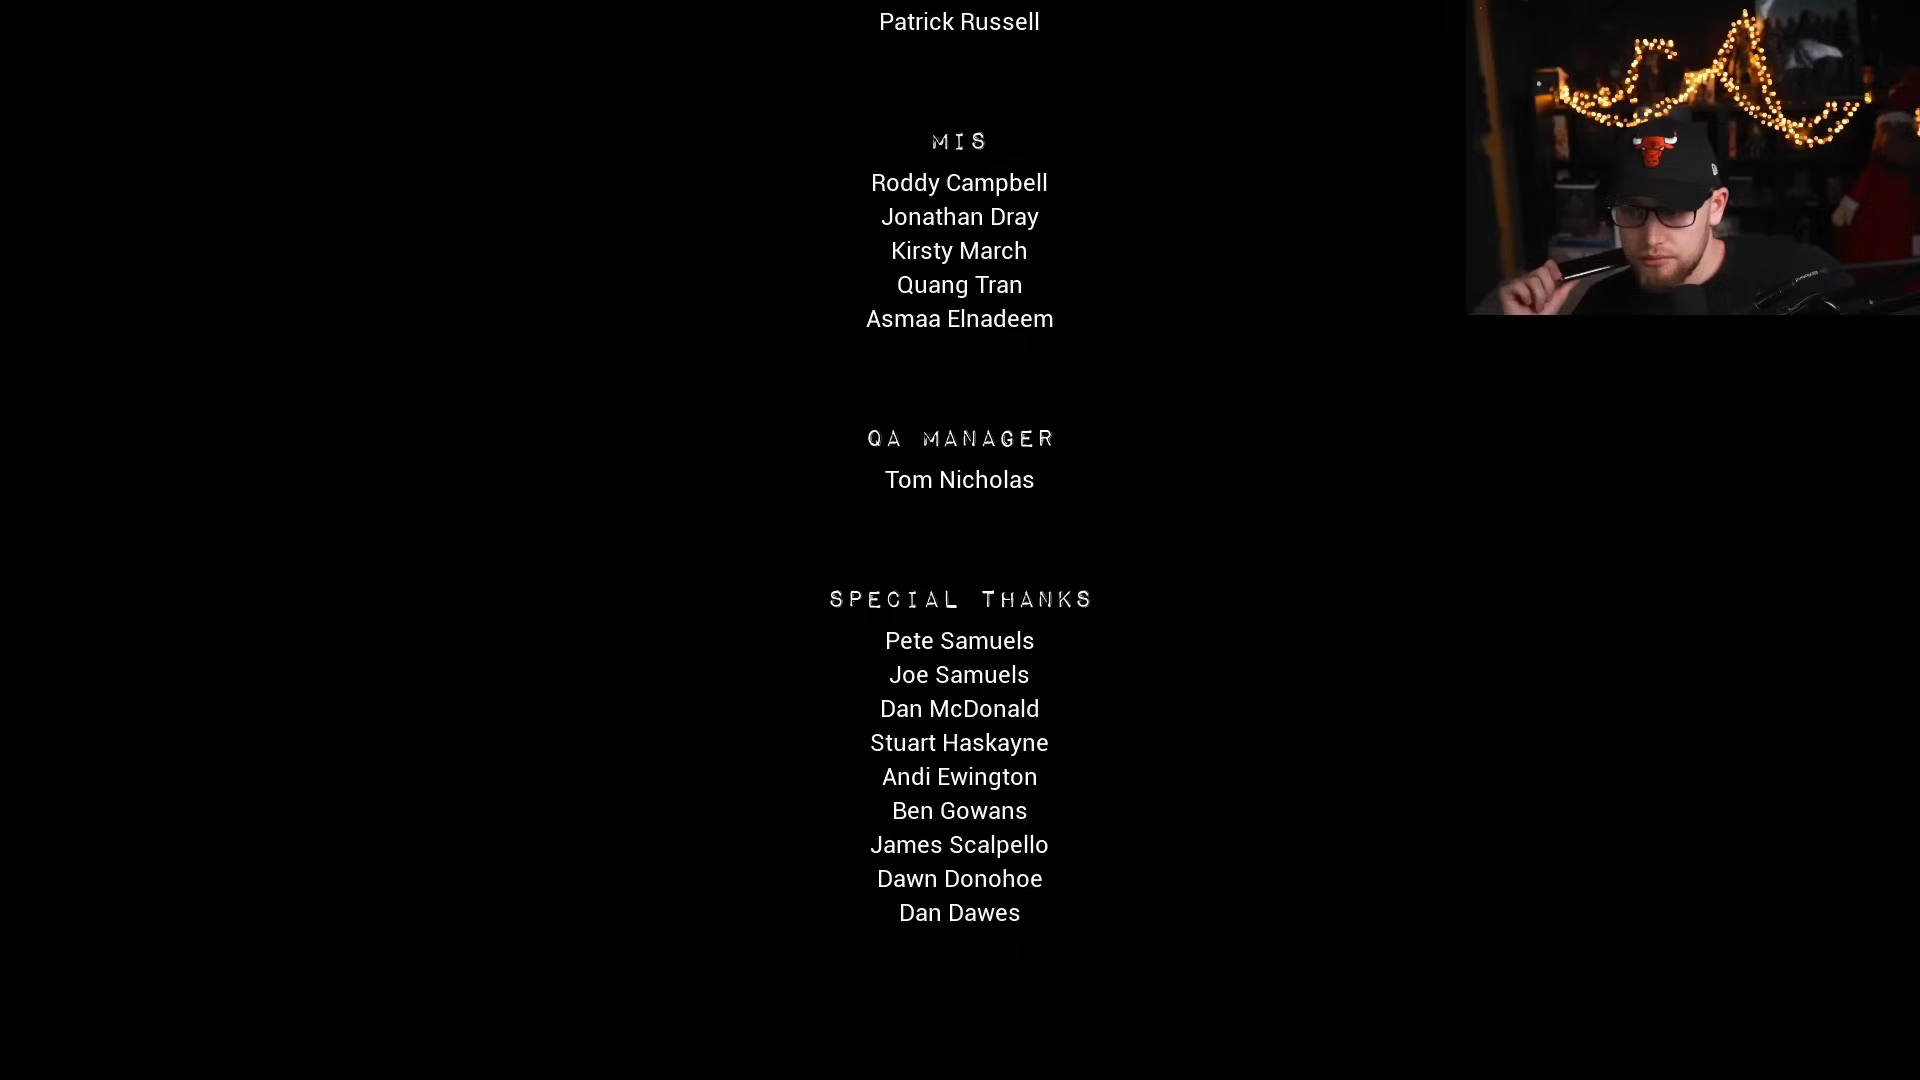 Patrick Russell
MIS
Roddy Campbell
Jonathan Dray
Kirsty March
Quang Tran
Asmaa Elnadeem
QA MANAGER
Tom Nicholas
SPECIAL THANKS
Pete Samuels
Joe Samuels
Dan McDonald
Stuart Haskayne
Andi Ewington
Ben Gowans
James Scalpello
Dawn Donohoe
Dan Dawes